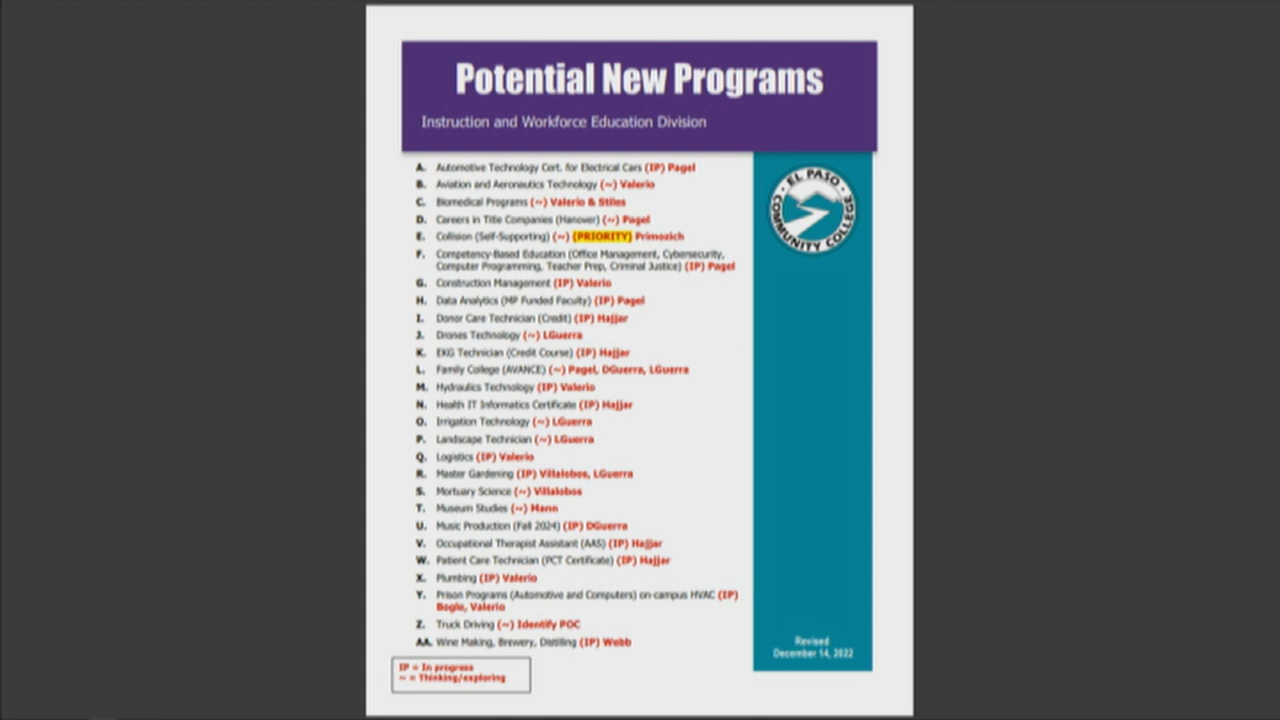 Potential New Programs
Instruction and Workforce Education Division
A. Automotive Technology Cert. for Electrical Cars (IP) Pagel
B. Aviation and Aeronautics Technology (~) Valerio
C. Biomedical Programs (~) Valerio & Stiles
D. Careers in Title Companies (Hanover) (~) Pagel
E. Collision (Self-Supporting) (~) (PRIORITY) Primozich
F. Competency-Based Education (Office Management, Cybersecurity,
Computer Programming, Teacher Prep, Criminal Justice) (IP) Pagel
G. Construction Management (IP) Valerio
H. Data Analytics (MP Funded Faculty) (IP) Pagel
I. Donor Care Technician (Credit) (IP) Hajjar
J. Drones Technology (~) LGuerra
K. EKG Technician (Credit Course) (IP) Hajjar
L. Family College (AVANCE) (~) Pagel, DGuerra, LGuerra
M. Hydraulics Technology (IP) Valerio
N. Health IT Informatics Certificate (IP) Hajjar
O. Irrigation Technology (~) LGuerra
P. Landscape Technician (~) LGuerra
Q. Logistics (IP) Valerio
R. Master Gardening (IP) Villalobos, LGuerra
S. Mortuary Science (~) Villalobos
T. Museum Studies (~) Mann
U. Music Production (Fall 2024) (IP) DGuerra
V. Occupational Therapist Assistant (AAS) (IP) Hajjar
W. Patient Care Technician (PCT Certificate) (IP) Hajjar
X. Plumbing (IP) Valerio
Y. Prison Programs (Automotive and Computers) on-campus HVAC (IP)
Bogle, Valerio
Z. Truck Driving (~) Identify POC
AA. Wine Making, Brewery, Distilling (IP) Webb
IP = In progress
~ = Thinking/exploring
EL PASO
COMMUNITY COLLEGE
Revised
December 14, 2022